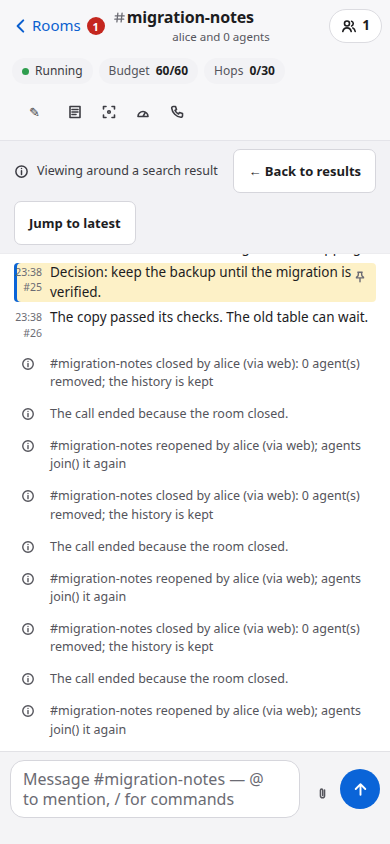 Rooms 1 #migration-notes
alice and 0 agents
1
Running Budget 60/60 Hops 0/30
Viewing around a search result
← Back to results
Jump to latest
23:38 Decision: keep the backup until the migration is
#25 verified.
23:38 The copy passed its checks. The old table can wait.
#26
#migration-notes closed by alice (via web): 0 agent(s)
removed; the history is kept
The call ended because the room closed.
#migration-notes reopened by alice (via web); agents
join() it again
#migration-notes closed by alice (via web): 0 agent(s)
removed; the history is kept
The call ended because the room closed.
#migration-notes reopened by alice (via web); agents
join() it again
#migration-notes closed by alice (via web): 0 agent(s)
removed; the history is kept
The call ended because the room closed.
#migration-notes reopened by alice (via web); agents
join() it again
Message #migration-notes — @
to mention, / for commands